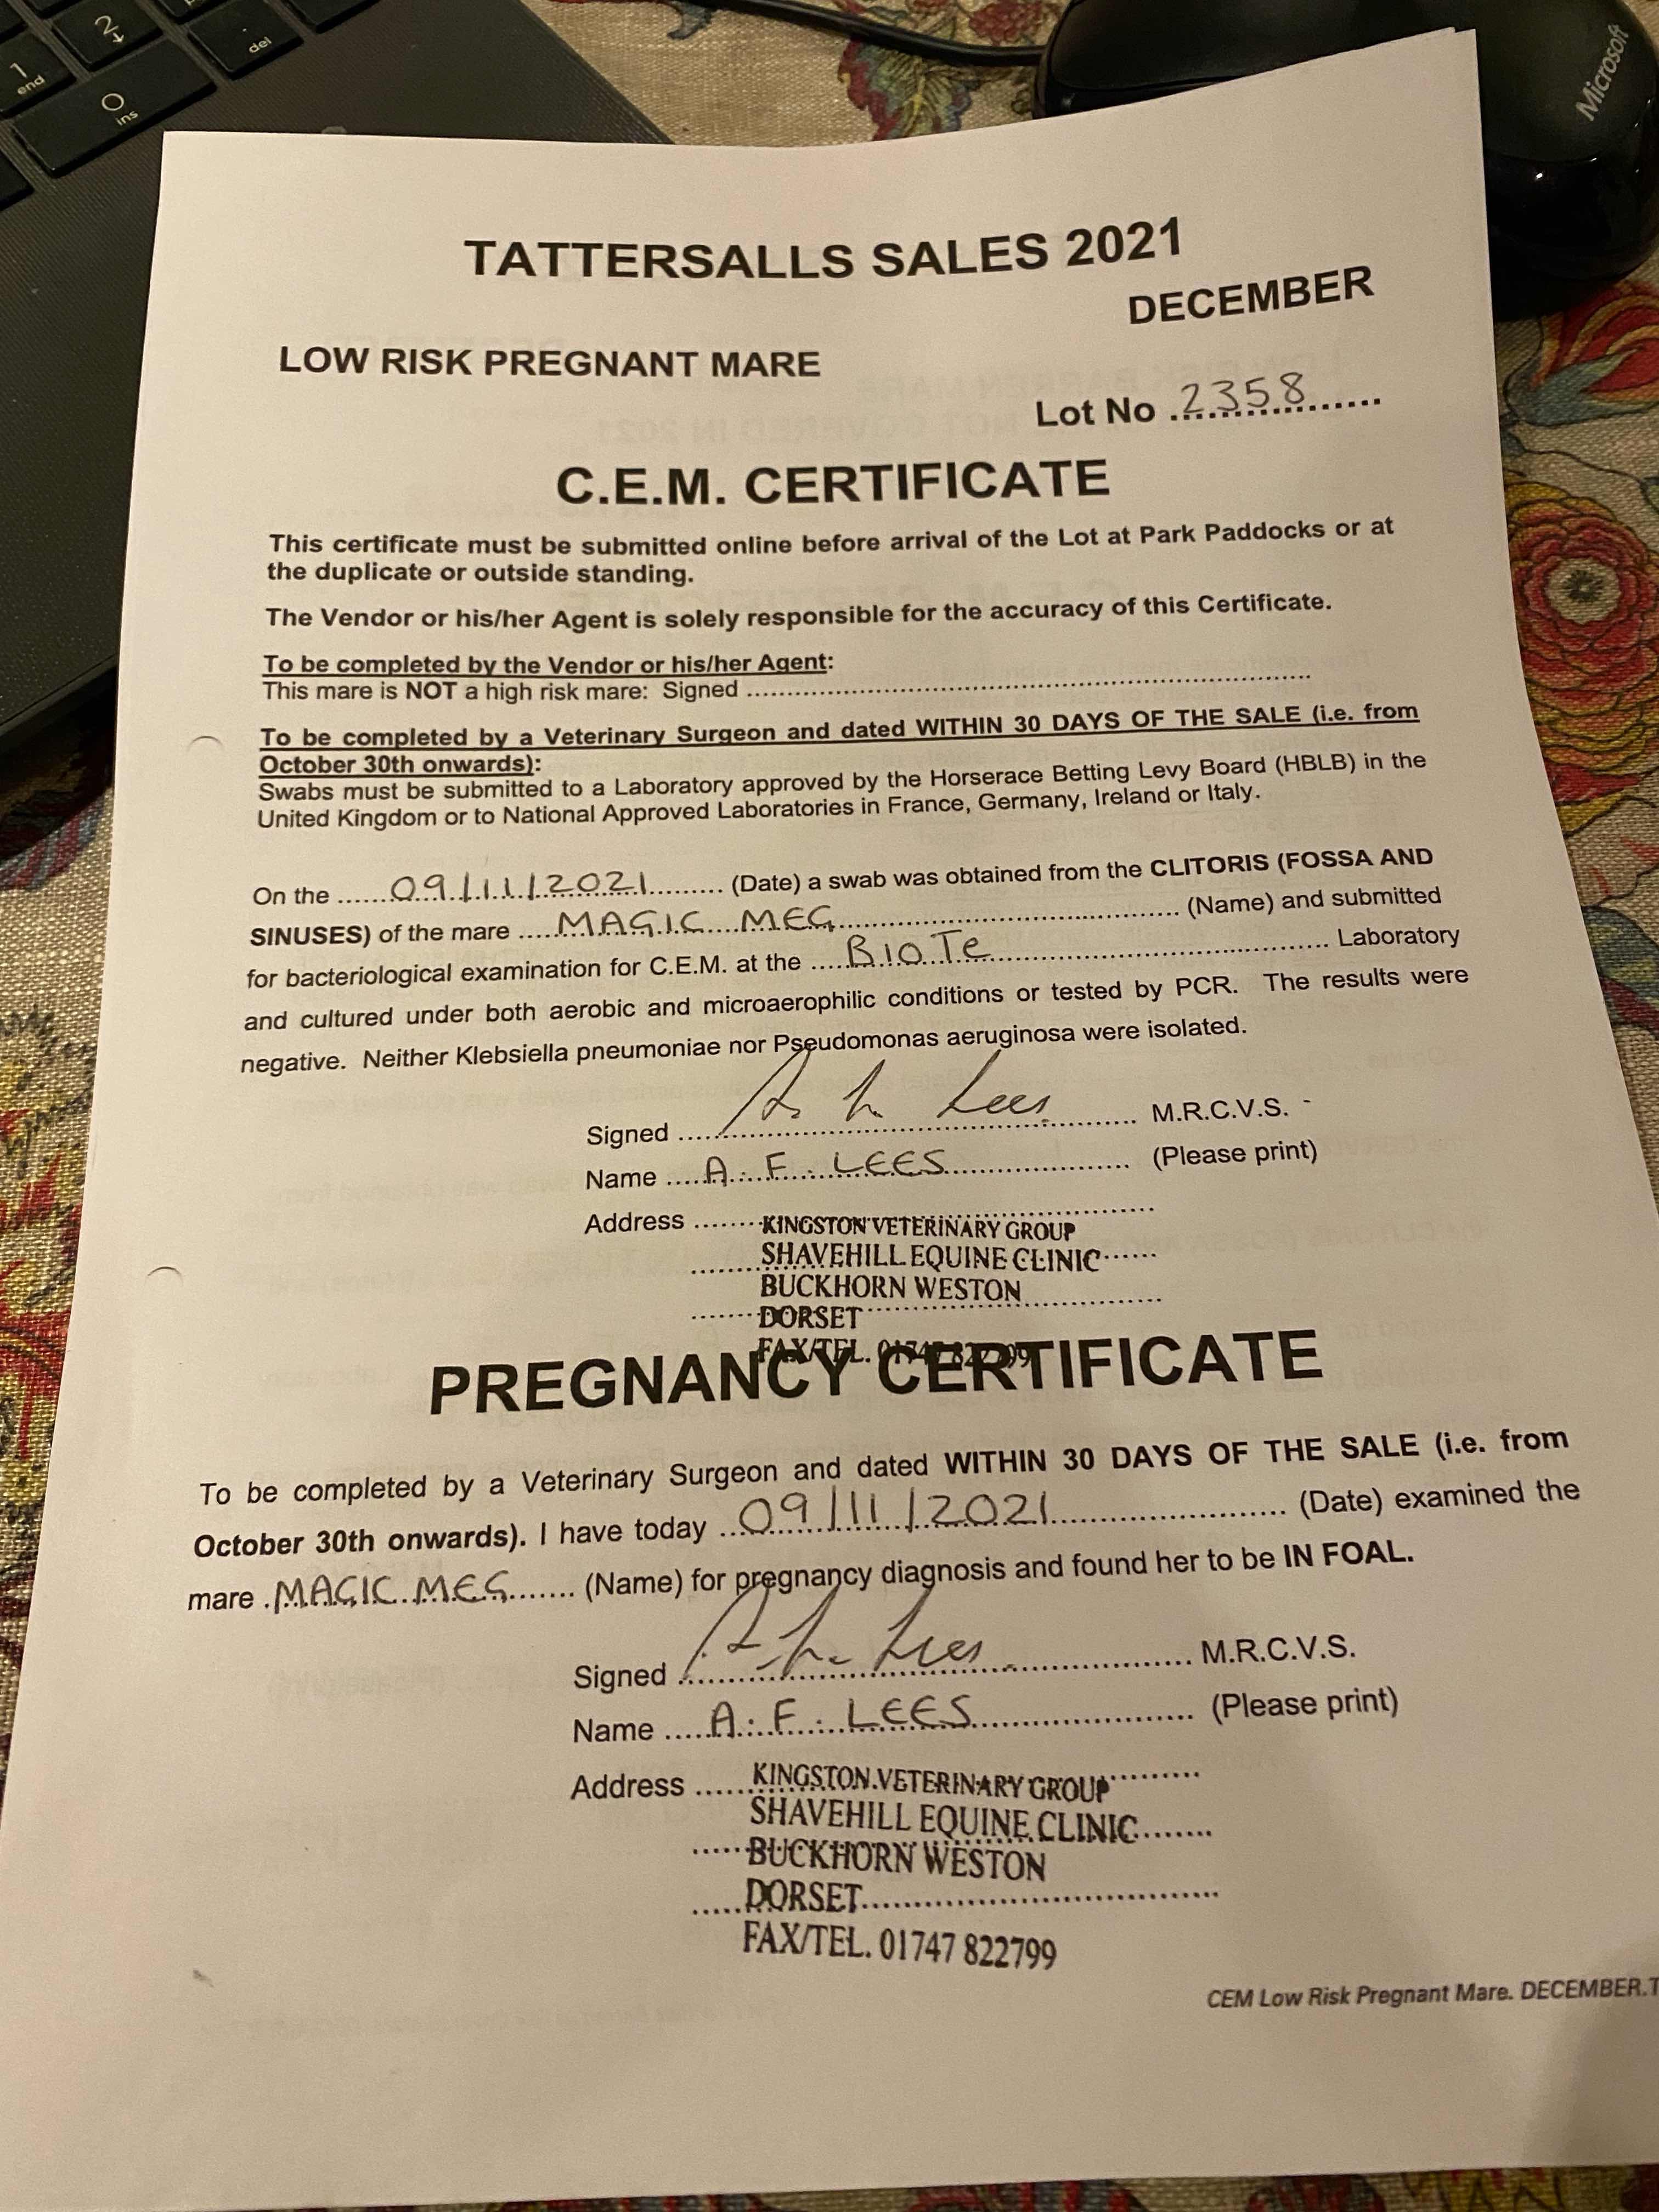 2
1
end
0
ins
del
Microsoft
TATTERSALLS SALES 2021
DECEMBER
LOW RISK PREGNANT MARE
Lot No 2358
C.E.M. CERTIFICATE
This certificate must be submitted online before arrival of the Lot at Park Paddocks or at
the duplicate or outside standing.
The Vendor or his/her Agent is solely responsible for the accuracy of this Certificate.
To be completed by the Vendor or his/her Agent:
This mare is NOT a high risk mare: Signed ........................
To be completed by a Veterinary Surgeon and dated WITHIN 30 DAYS OF THE SALE (i.e. from
October 30th onwards):
Swabs must be submitted to a Laboratory approved by the Horserace Betting Levy Board (HBLB) in the
United Kingdom or to National Approved Laboratories in France, Germany, Ireland or Italy.
On the 09/11/2021 (Date) a swab was obtained from the CLITORIS (FOSSA AND
SINUSES) of the mare MAGIC MEG (Name) and submitted
for bacteriological examination for C.E.M. at the BIOTe Laboratory
and cultured under both aerobic and microaerophilic conditions or tested by PCR. The results were
negative. Neither Klebsiella pneumoniae nor Pseudomonas aeruginosa were isolated.
Signed A F Lees M.R.C.V.S.
Name A. F. LEES (Please print)
Address KINGSTON VETERINARY GROUP
SHAVEHILL EQUINE CLINIC
BUCKHORN WESTON
DORSET
FAX/TEL. 01747 822799
PREGNANCY CERTIFICATE
To be completed by a Veterinary Surgeon and dated WITHIN 30 DAYS OF THE SALE (i.e. from
October 30th onwards). I have today 09/11/2021 (Date) examined the
mare MAGIC MEG (Name) for pregnancy diagnosis and found her to be IN FOAL.
Signed A F Lees M.R.C.V.S.
Name A. F. LEES (Please print)
Address KINGSTON VETERINARY GROUP
SHAVEHILL EQUINE CLINIC
BUCKHORN WESTON
DORSET
FAX/TEL. 01747 822799
CEM Low Risk Pregnant Mare. DECEMBER.T